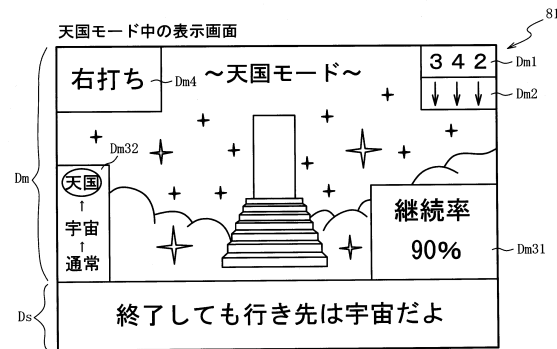 天国モード中の表示画面
81
右打ち
Dm4
～天国モード～
3 4 2
Dm1
↓ ↓ ↓
Dm2
Dm
Dm32
天国
↑
宇宙
↑
通常
継続率
90%
Dm31
Ds
終了しても行き先は宇宙だよ